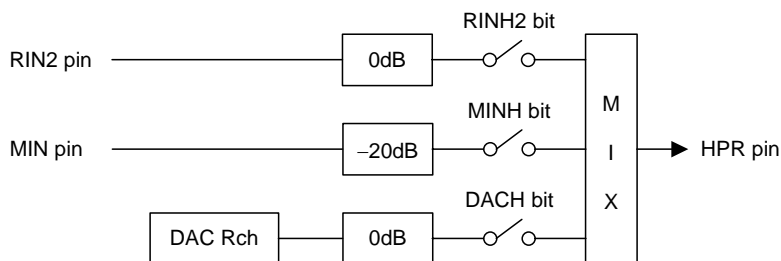 RINH2 bit
RIN2 pin
0dB
MINH bit
MIN pin
−20dB
M
I
X
HPR pin
DACH bit
DAC Rch
0dB